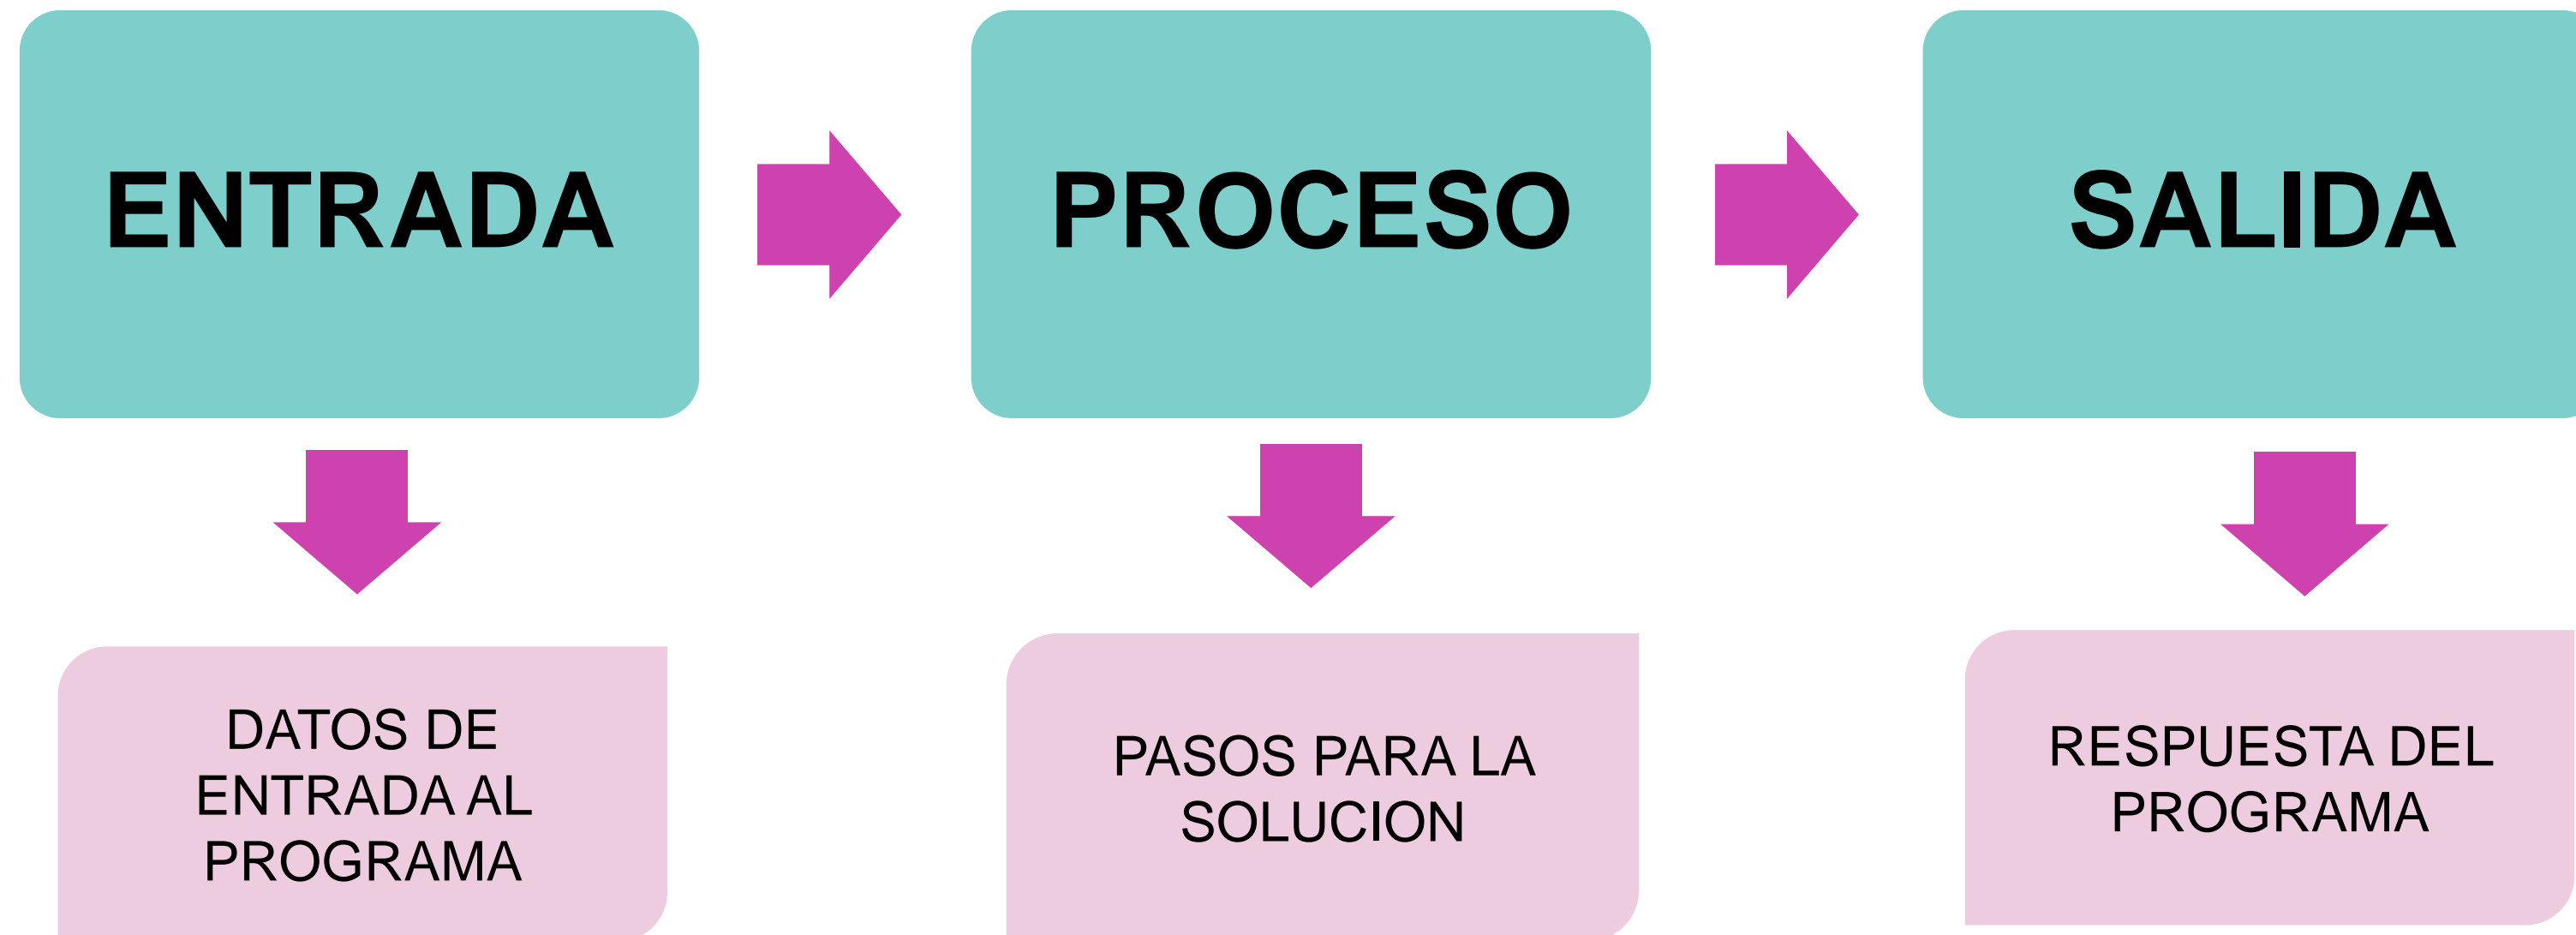 ENTRADA
PROCESO
SALIDA
DATOS DE
ENTRADA AL
PROGRAMA
PASOS PARA LA
SOLUCION
RESPUESTA DEL
PROGRAMA